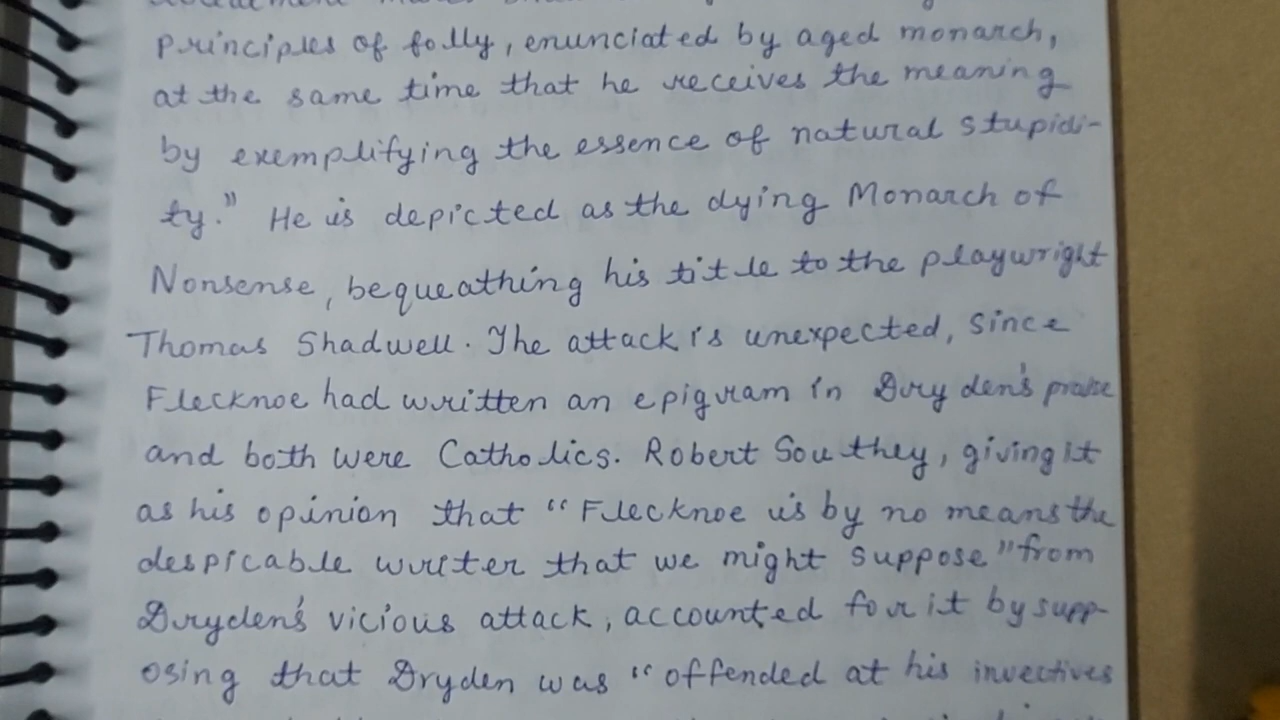 principles of folly, enunciated by aged monarch,
at the same time that he receives the meaning
by exemplifying the essence of natural stupidi-
ty." He is depicted as the dying Monarch of
Nonsense, bequeathing his title to the playwright
Thomas Shadwell. The attack is unexpected, since
Flecknoe had written an epigram in Dryden's praise
and both were Catholics. Robert Southey, giving it
as his opinion that "Flecknoe is by no means the
despicable writer that we might suppose" from
Dryden's vicious attack, accounted for it by supp-
osing that Dryden was "offended at his invectives